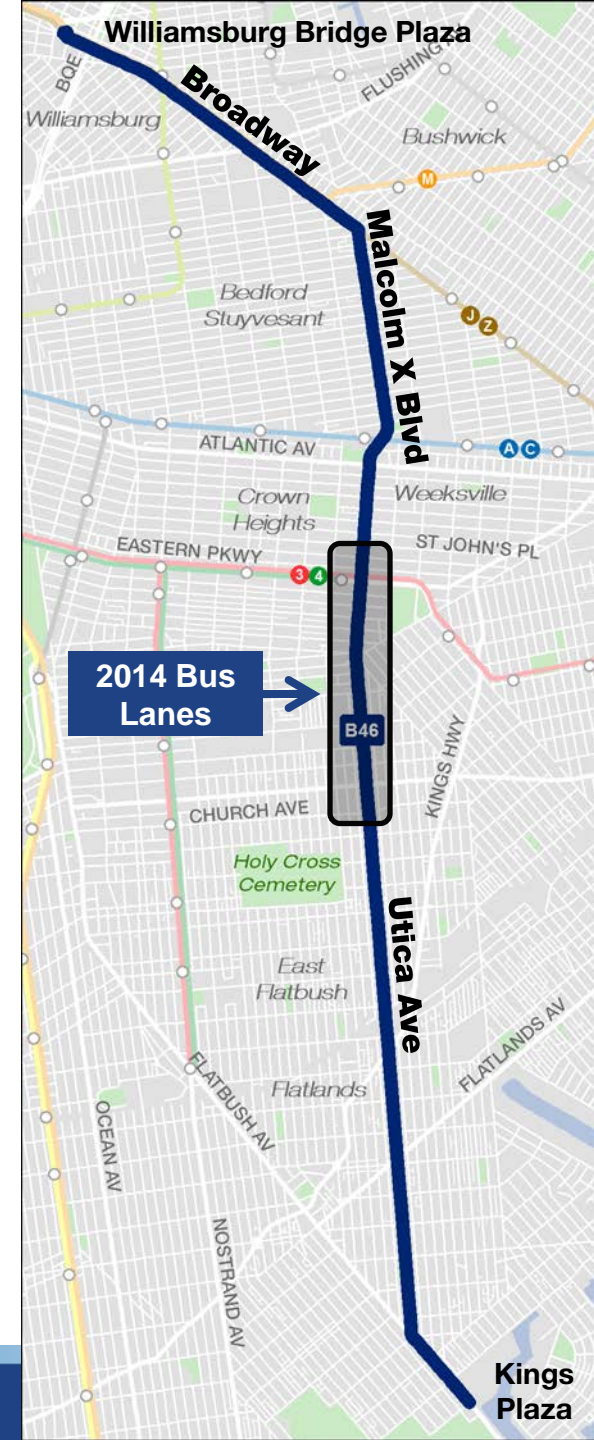 Williamsburg Bridge Plaza
BQE
FLUSHING
Williamsburg
Broadway
Bushwick
M
Malcolm X Blvd
Bedford
Stuyvesant
J
Z
ATLANTIC AV
A C
Crown
Heights
Weeksville
EASTERN PKWY
ST JOHN'S PL
3 4
2014 Bus
Lanes
B46
KINGS HWY
CHURCH AVE
Holy Cross
Cemetery
Utica Ave
East
Flatbush
FLATLANDS AV
FLATBUSH AV
Flatlands
OCEAN AV
NOSTRAND AV
Kings
Plaza